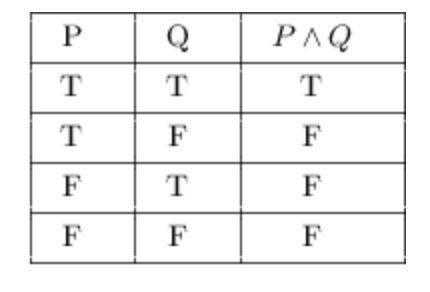 P Q P ∧ Q
T T T
T F F
F T F
F F F